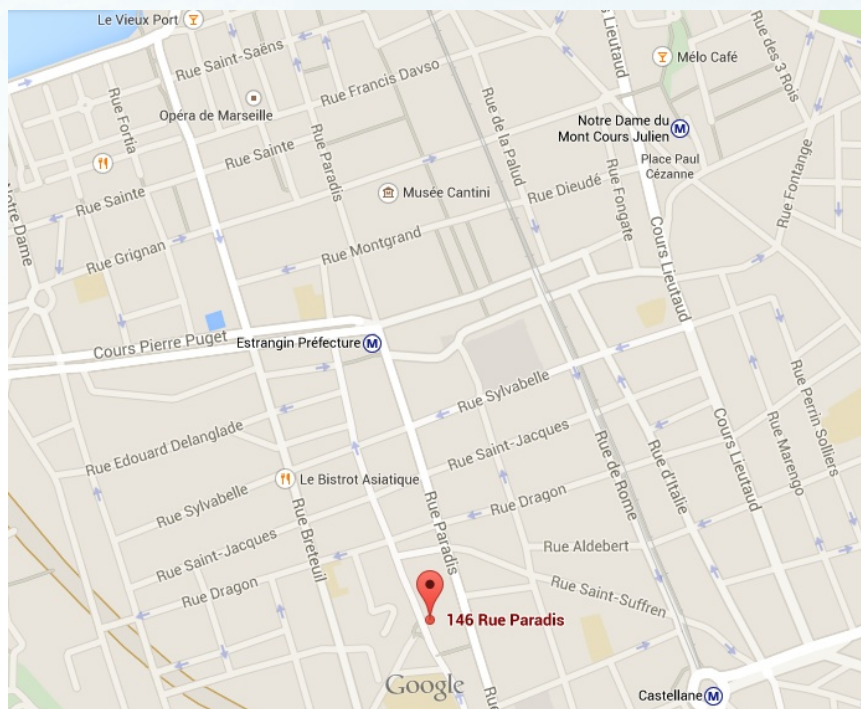 Le Vieux Port
Rue Saint-Saëns
Cours Lieutaud
Mélo Café
Rue des 3 Rois
Rue Francis Davso
Rue Fortia
Opéra de Marseille
Rue de la Palud
Notre Dame du
Mont Cours Julien
M
Place Paul
Cézanne
Rue Sainte
Rue Paradis
Rue Sainte
Musée Cantini
Rue Dieudé
Rue Fongate
Rue Fontange
Notre Dame
Rue Grignan
Rue Montgrand
Cours Lieutaud
Cours Pierre Puget
Estrangin Préfecture
M
Rue Sylvabelle
Rue Perrin Solliers
Rue Edouard Delanglade
Rue Saint-Jacques
Cours Lieutaud
Rue Marengo
Rue de Rome
Rue d'Italie
Le Bistrot Asiatique
Rue Sylvabelle
Rue Paradis
Rue Dragon
Rue Breteuil
Rue Saint-Jacques
Rue Aldebert
Rue Dragon
Rue Saint-Suffren
146 Rue Paradis
Google
Castellane
M